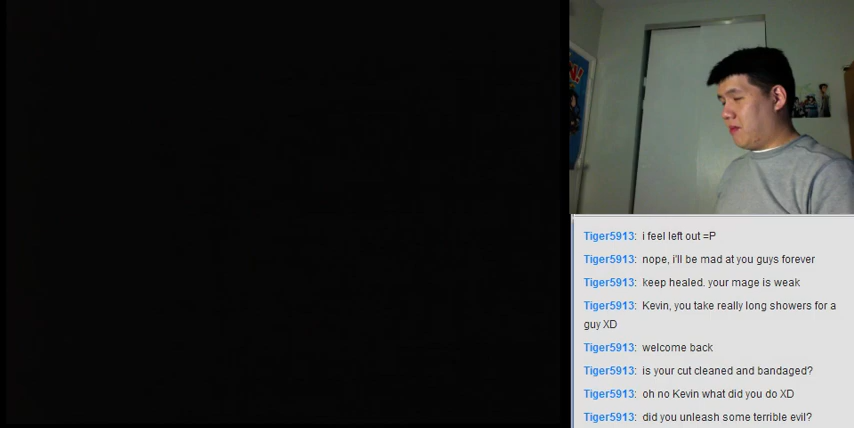 Tiger5913: i feel left out =P
Tiger5913: nope, i'll be mad at you guys forever
Tiger5913: keep healed. your mage is weak
Tiger5913: Kevin, you take really long showers for a
guy XD
Tiger5913: welcome back
Tiger5913: is your cut cleaned and bandaged?
Tiger5913: oh no Kevin what did you do XD
Tiger5913: did you unleash some terrible evil?